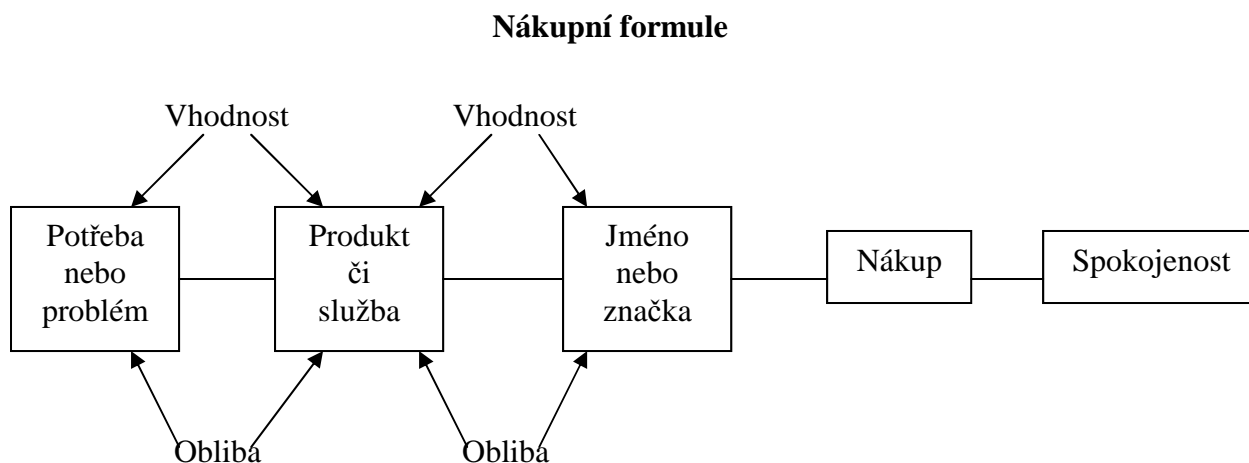 Nákupní formule
Vhodnost
Vhodnost
Potřeba
nebo
problém
Produkt
či
služba
Jméno
nebo
značka
Nákup
Spokojenost
Obliba
Obliba